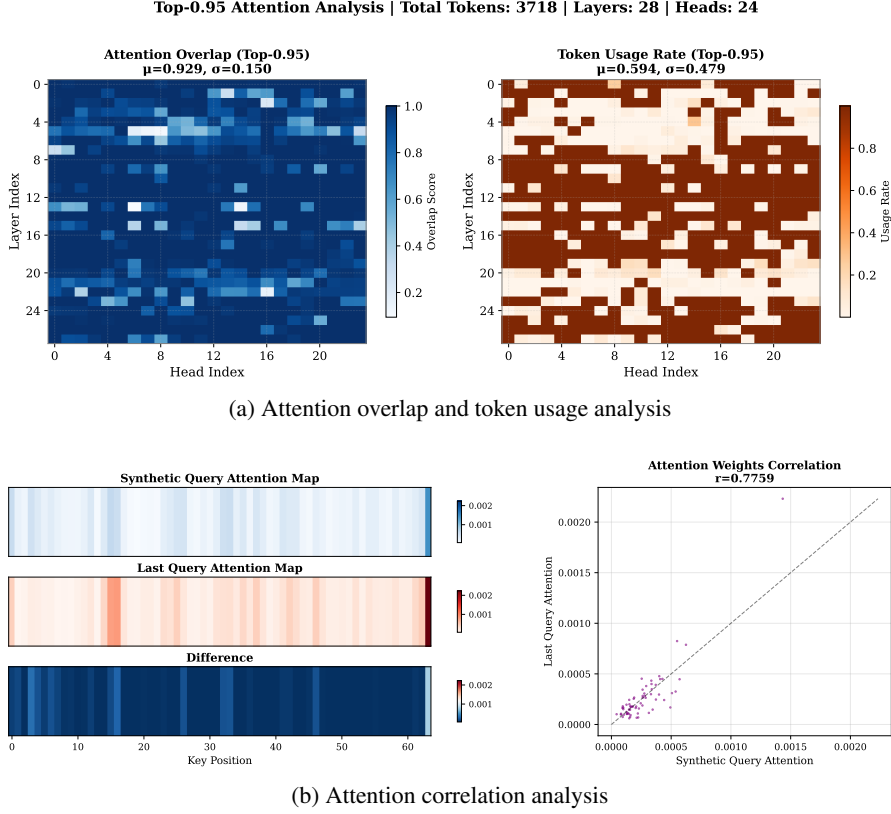 Top-0.95 Attention Analysis | Total Tokens: 3718 | Layers: 28 | Heads: 24
Attention Overlap (Top-0.95)
μ=0.929, σ=0.150
0
4
8
12
16
20
24
Layer Index
0 4 8 12 16 20
Head Index
1.0
0.8
0.6
0.4
0.2
Overlap Score
Token Usage Rate (Top-0.95)
μ=0.594, σ=0.479
0
4
8
12
16
20
24
Layer Index
0 4 8 12 16 20
Head Index
0.8
0.6
0.4
0.2
Usage Rate
(a) Attention overlap and token usage analysis
Synthetic Query Attention Map
0.002
0.001
Last Query Attention Map
0.002
0.001
Difference
0.002
0.001
0 10 20 30 40 50 60
Key Position
Attention Weights Correlation
r=0.7759
0.0020
0.0015
0.0010
0.0005
0.0000
Last Query Attention
0.0000 0.0005 0.0010 0.0015 0.0020
Synthetic Query Attention
(b) Attention correlation analysis